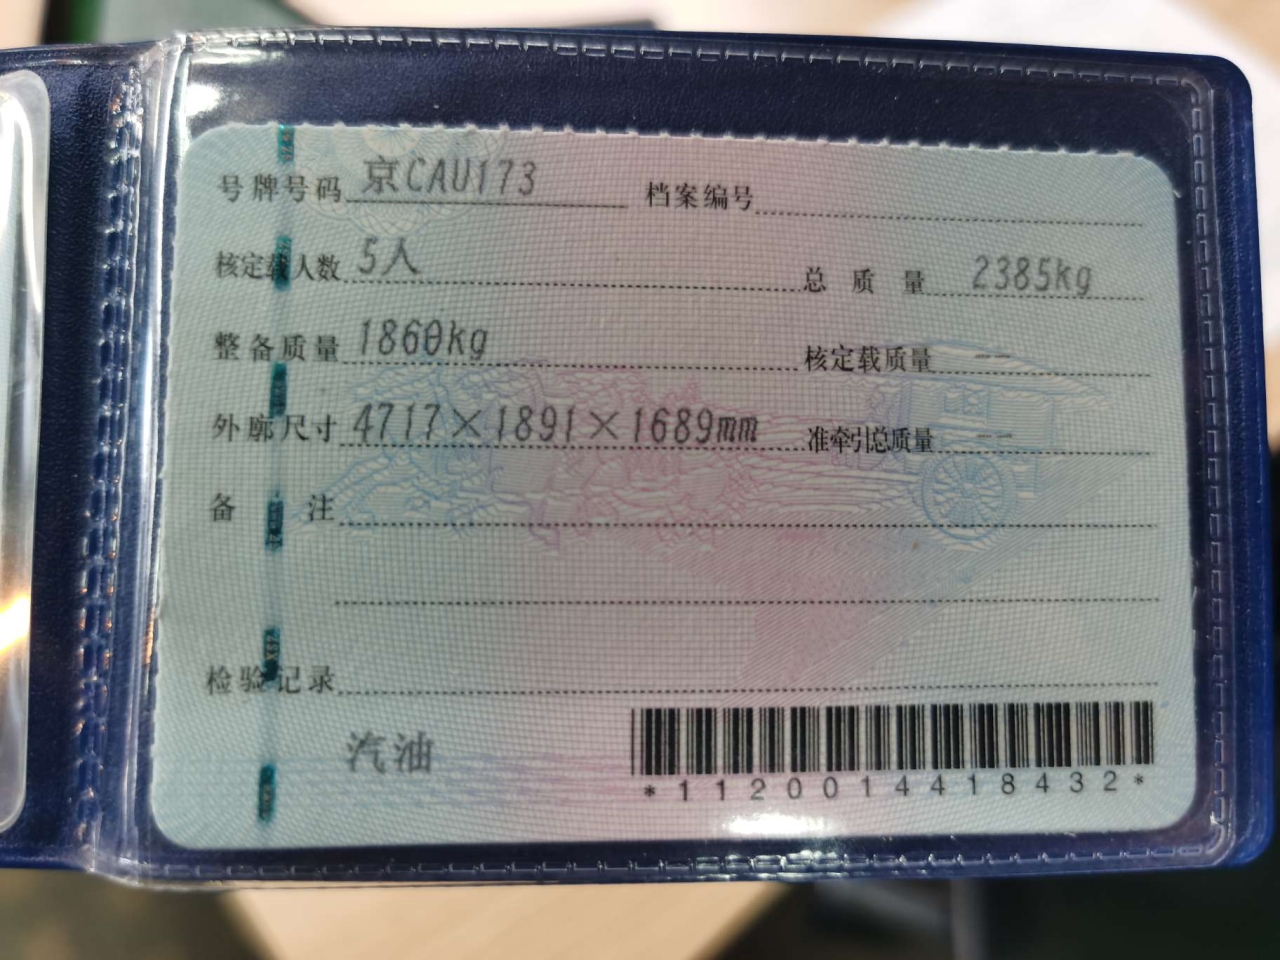 号牌号码 京CAU173 档案编号
核定载人数 5人 总质量 2385kg
整备质量 1860kg 核定载质量 --
外廓尺寸 4717×1891×1689mm 准牵引总质量 --
备注
检验记录
汽油
*1120014418432*